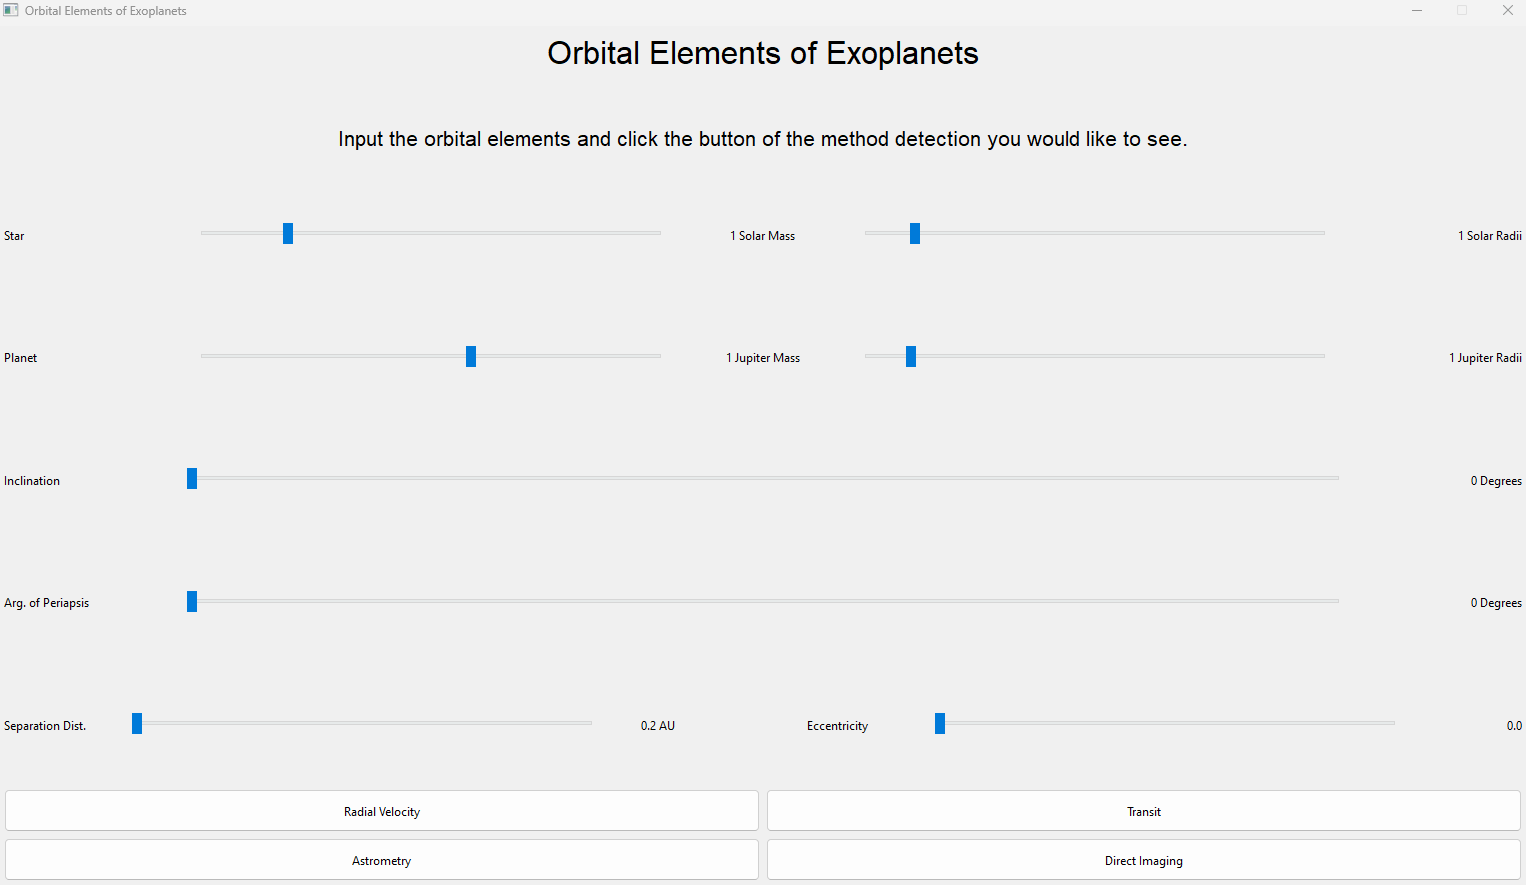 Orbital Elements of Exoplanets
Orbital Elements of Exoplanets
Input the orbital elements and click the button of the method detection you would like to see.
Star 1 Solar Mass 1 Solar Radii
Planet 1 Jupiter Mass 1 Jupiter Radii
Inclination 0 Degrees
Arg. of Periapsis 0 Degrees
Separation Dist. 0.2 AU Eccentricity 0.0
Radial Velocity Transit
Astrometry Direct Imaging